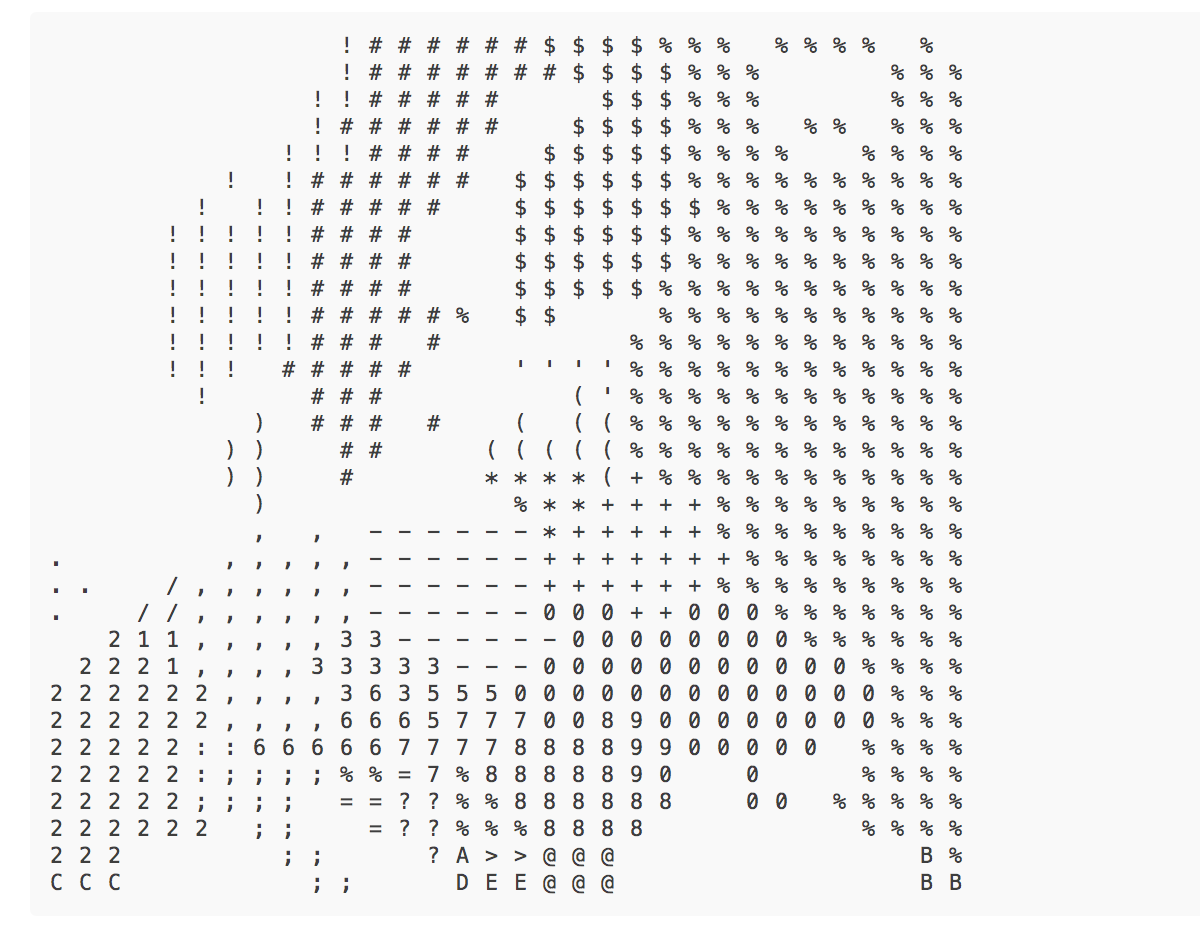 ! # # # # # # $ $ $ $ % % %   % % % %   %
                    ! # # # # # # # $ $ $ $ % % %         % % %
                  ! ! # # # # #       $ $ $ % % %         % % %
                  ! # # # # # #     $ $ $ $ % % %   % %   % % %
                ! ! ! # # # #     $ $ $ $ $ % % % %     % % % %
            !   ! # # # # # #   $ $ $ $ $ $ % % % % % % % % % %
          !   ! ! # # # # #     $ $ $ $ $ $ $ % % % % % % % % %
        ! ! ! ! ! # # # #       $ $ $ $ $ $ % % % % % % % % % %
        ! ! ! ! ! # # # #       $ $ $ $ $ $ % % % % % % % % % %
        ! ! ! ! ! # # # #       $ $ $ $ $ % % % % % % % % % % %
        ! ! ! ! ! # # # # # %   $ $       % % % % % % % % % % %
        ! ! ! ! ! # # #   #             % % % % % % % % % % % %
        ! ! !   # # # # #       ' ' ' ' % % % % % % % % % % % %
          !       # # #             ( ' % % % % % % % % % % % %
              )   # # #   #     (   ( ( % % % % % % % % % % % %
            ) )     # #       ( ( ( ( ( % % % % % % % % % % % %
            ) )     #         * * * * ( + % % % % % % % % % % %
              )                 % * * + + + + % % % % % % % % %
              ,   ,   - - - - - - * + + + + + % % % % % % % % %
.           , , , , , - - - - - - + + + + + + + % % % % % % % %
. .     / , , , , , , - - - - - - + + + + + + % % % % % % % % %
.     / / , , , , , , - - - - - - 0 0 0 + + 0 0 0 % % % % % % %
    2 1 1 , , , , , 3 3 - - - - - - 0 0 0 0 0 0 0 0 % % % % % %
  2 2 2 1 , , , , 3 3 3 3 3 - - - 0 0 0 0 0 0 0 0 0 0 0 % % % %
2 2 2 2 2 2 , , , , 3 6 3 5 5 5 0 0 0 0 0 0 0 0 0 0 0 0 0 % % %
2 2 2 2 2 2 , , , , 6 6 6 5 7 7 7 0 0 8 9 0 0 0 0 0 0 0 0 % % %
2 2 2 2 2 : : 6 6 6 6 6 7 7 7 7 8 8 8 8 9 9 0 0 0 0 0   % % % %
2 2 2 2 2 : ; ; ; ; % % = 7 % 8 8 8 8 8 9 0     0       % % % %
2 2 2 2 2 ; ; ; ;   = = ? ? % % 8 8 8 8 8 8     0 0   % % % % %
2 2 2 2 2 2   ; ;     = ? ? % % % 8 8 8 8               % % % %
2 2 2           ; ;       ? A > > @ @ @                     B %
C C C             ; ;       D E E @ @ @                     B B